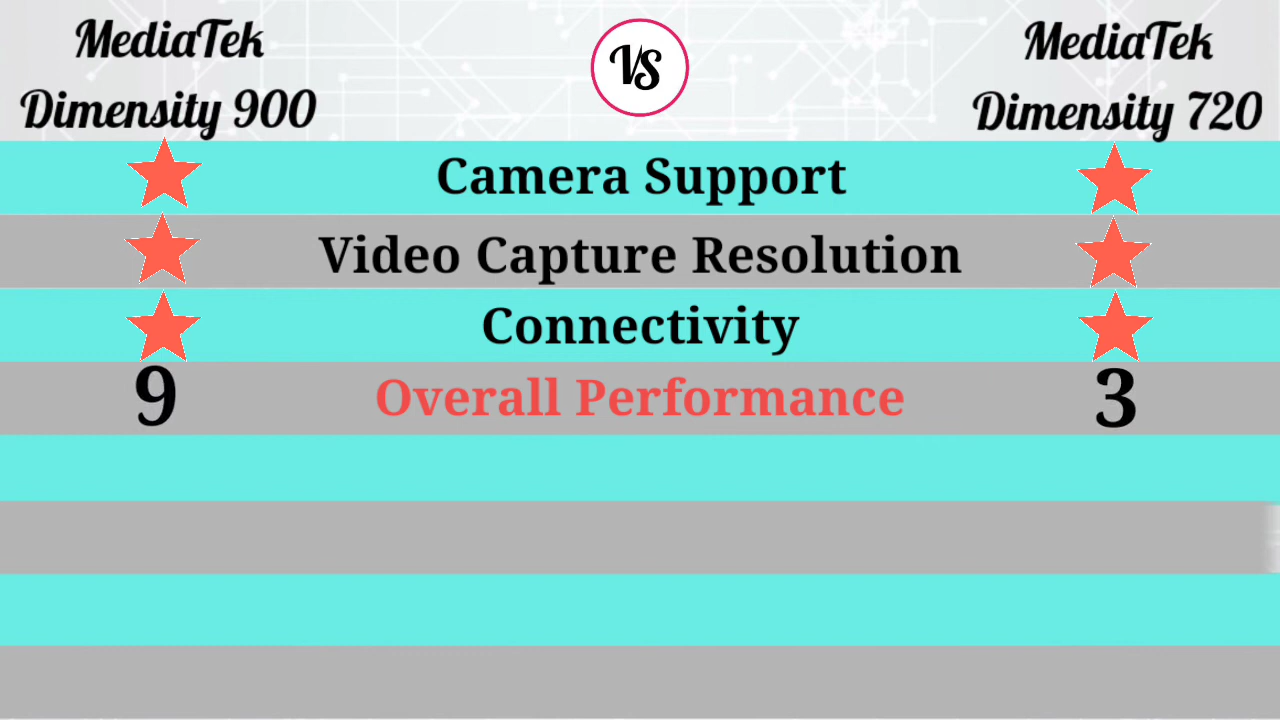 MediaTek
Dimensity 900
VS
MediaTek
Dimensity 720
Camera Support
Video Capture Resolution
Connectivity
9 Overall Performance 3